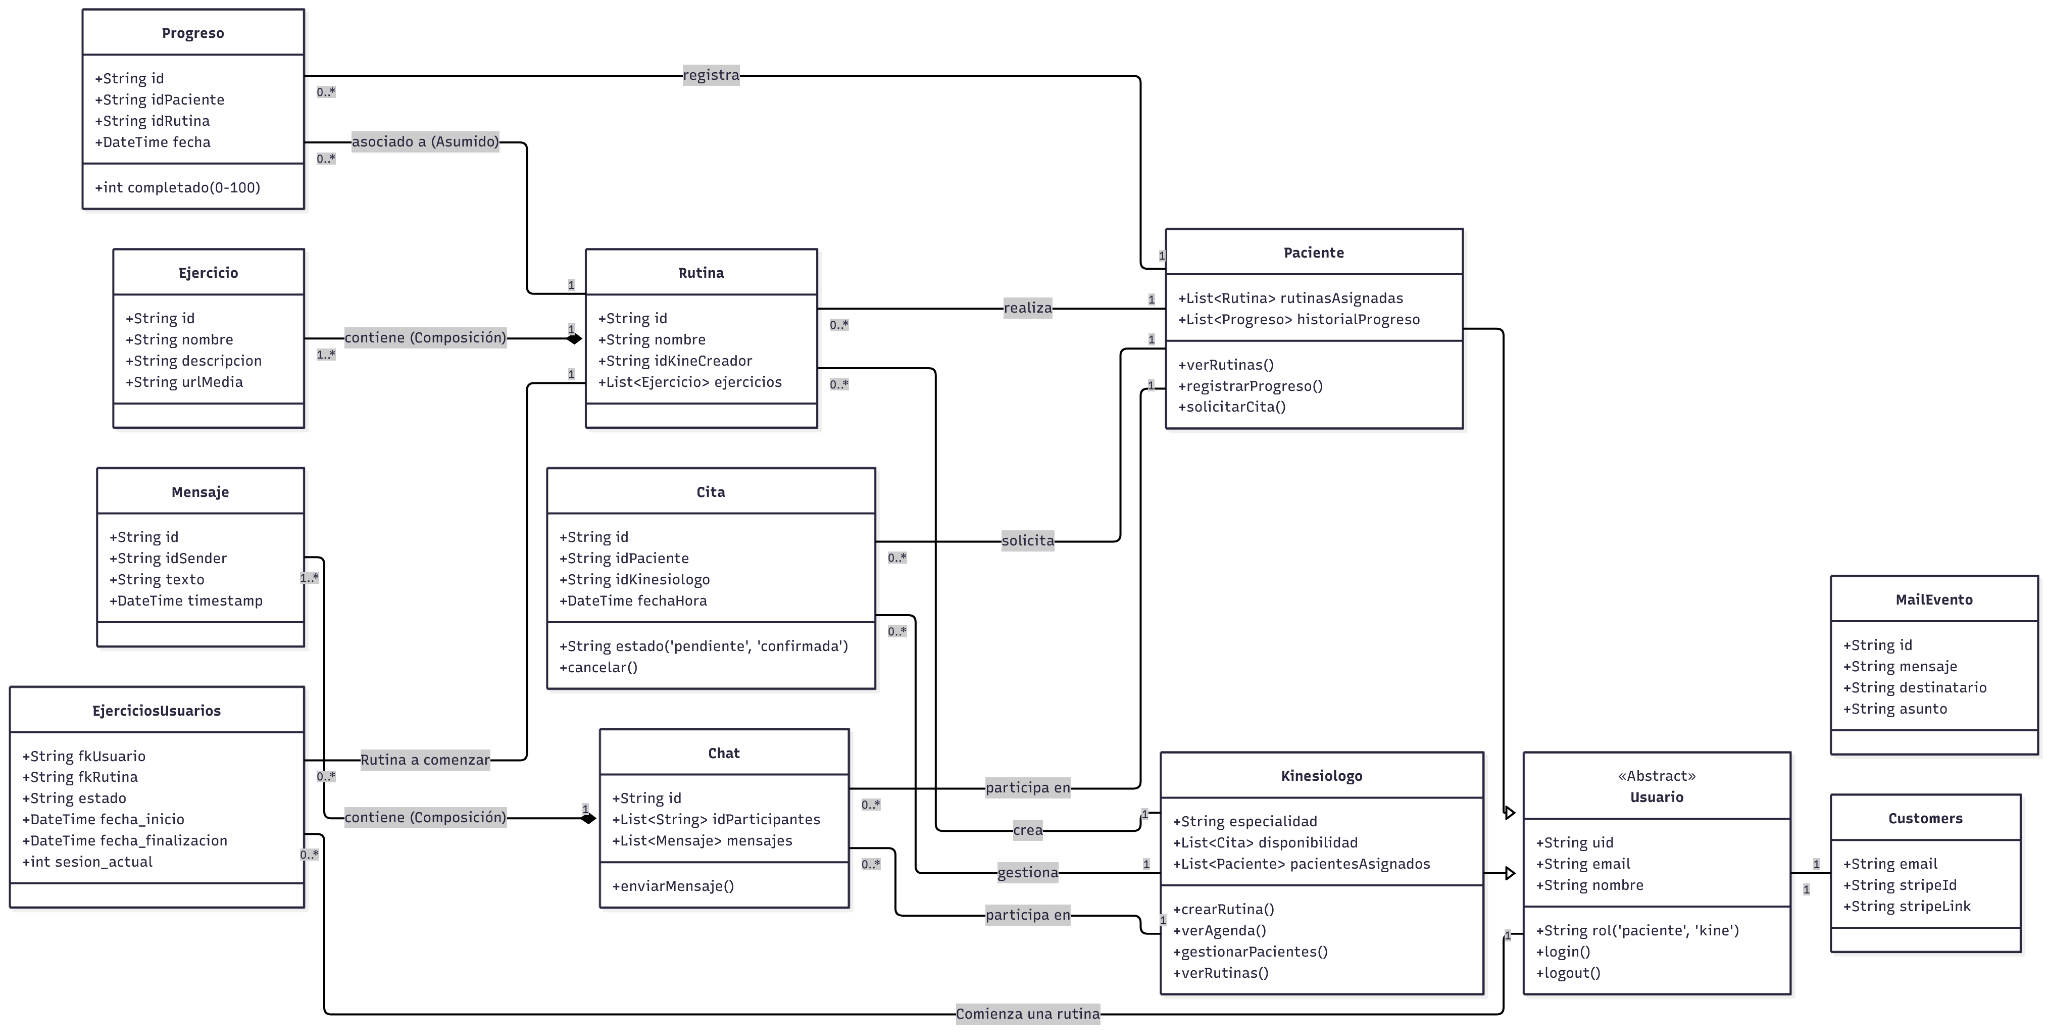 Progreso
+String id
+String idPaciente
+String idRutina
+DateTime fecha
+int completado(0-100)
registra
0..*
asociado a (Asumido)
0..*
1
1
Ejercicio
+String id
+String nombre
+String descripcion
+String urlMedia
contiene (Composición)
1..*
1
Rutina
+String id
+String nombre
+String idKineCreador
+List<Ejercicio> ejercicios
1
realiza
0..*
1
0..*
Paciente
+List<Rutina> rutinasAsignadas
+List<Progreso> historialProgreso
+verRutinas()
+registrarProgreso()
+solicitarCita()
1
1
Mensaje
+String id
+String idSender
+String texto
+DateTime timestamp
1..*
Cita
+String id
+String idPaciente
+String idKinesiologo
+DateTime fechaHora
+String estado('pendiente', 'confirmada')
+cancelar()
solicita
0..*
0..*
MailEvento
+String id
+String mensaje
+String destinatario
+String asunto
EjerciciosUsuarios
+String fkUsuario
+String fkRutina
+String estado
+DateTime fecha_inicio
+DateTime fecha_finalizacion
+int sesion_actual
Rutina a comenzar
0..*
contiene (Composición)
1
0..*
Chat
+String id
+List<String> idParticipantes
+List<Mensaje> mensajes
+enviarMensaje()
participa en
0..*
crea
1
gestiona
0..*
1
participa en
1
Kinesiologo
+String especialidad
+List<Cita> disponibilidad
+List<Paciente> pacientesAsignados
+crearRutina()
+verAgenda()
+gestionarPacientes()
+verRutinas()
«Abstract»
Usuario
+String uid
+String email
+String nombre
+String rol('paciente', 'kine')
+login()
+logout()
1
1
1
Customers
+String email
+String stripeId
+String stripeLink
Comienza una rutina